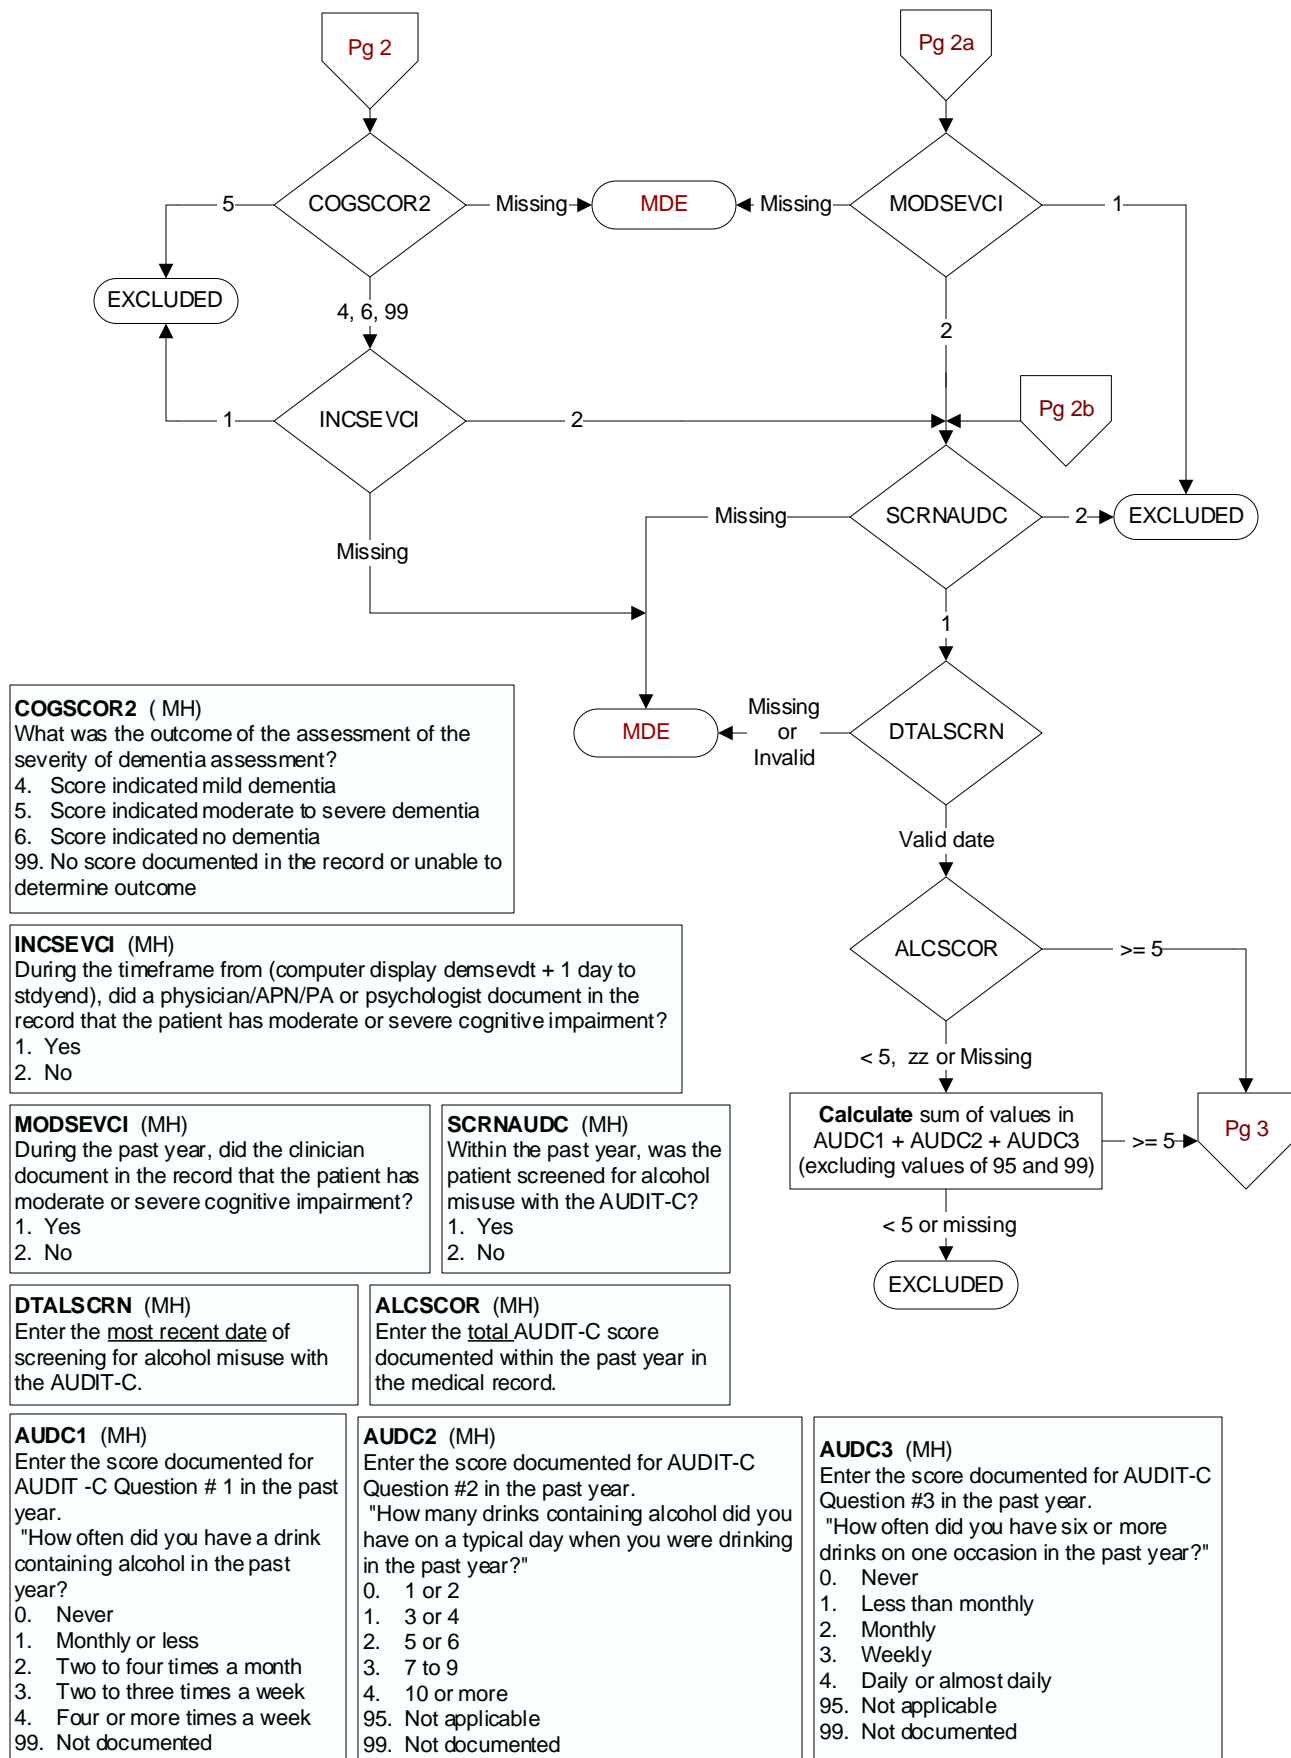 Pg 2
Pg 2a
COGSCOR2
MODSEVCI
5
Missing
MDE
Missing
1
EXCLUDED
4, 6, 99
2
INCSEVCI
1
2
Pg 2b
Missing
SCRNAUDC
2
EXCLUDED
Missing
1
MDE
Missing
or
Invalid
DTALSCRN
Valid date
ALCSCOR
>= 5
< 5, zz or Missing
Calculate sum of values in
AUDC1 + AUDC2 + AUDC3
(excluding values of 95 and 99)
>= 5
Pg 3
< 5 or missing
EXCLUDED
COGSCOR2 ( MH)
What was the outcome of the assessment of the
severity of dementia assessment?
4. Score indicated mild dementia
5. Score indicated moderate to severe dementia
6. Score indicated no dementia
99. No score documented in the record or unable to
determine outcome
INCSEVCI (MH)
During the timeframe from (computer display demsevdt + 1 day to
stdyend), did a physician/APN/PA or psychologist document in the
record that the patient has moderate or severe cognitive impairment?
1. Yes
2. No
MODSEVCI (MH)
During the past year, did the clinician
document in the record that the patient has
moderate or severe cognitive impairment?
1. Yes
2. No
SCRNAUDC (MH)
Within the past year, was the
patient screened for alcohol
misuse with the AUDIT-C?
1. Yes
2. No
DTALSCRN (MH)
Enter the most recent date of
screening for alcohol misuse with
the AUDIT-C.
ALCSCOR (MH)
Enter the total AUDIT-C score
documented within the past year in
the medical record.
AUDC1 (MH)
Enter the score documented for
AUDIT -C Question # 1 in the past
year.
"How often did you have a drink
containing alcohol in the past
year?
0. Never
1. Monthly or less
2. Two to four times a month
3. Two to three times a week
4. Four or more times a week
99. Not documented
AUDC2 (MH)
Enter the score documented for AUDIT-C
Question #2 in the past year.
"How many drinks containing alcohol did you
have on a typical day when you were drinking
in the past year?"
0. 1 or 2
1. 3 or 4
2. 5 or 6
3. 7 to 9
4. 10 or more
95. Not applicable
99. Not documented
AUDC3 (MH)
Enter the score documented for AUDIT-C
Question #3 in the past year.
"How often did you have six or more
drinks on one occasion in the past year?"
0. Never
1. Less than monthly
2. Monthly
3. Weekly
4. Daily or almost daily
95. Not applicable
99. Not documented